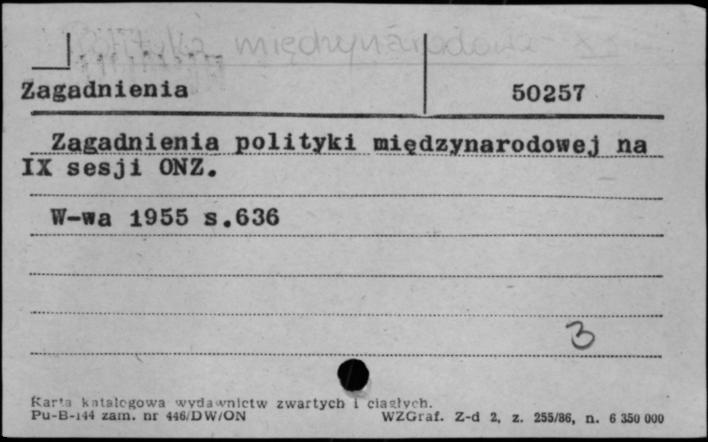 międzynarodowa
Zagadnienia 50257
Zagadnienia polityki międzynarodowej na
IX sesji ONZ.
W-wa 1955 s.636
3
Karta katalogowa wydawnictw zwartych i ciągłych.
Pu-B-144 zam. nr 446/DW/ON WZGraf. Z-d 2, z. 255/86, n. 6 350 000